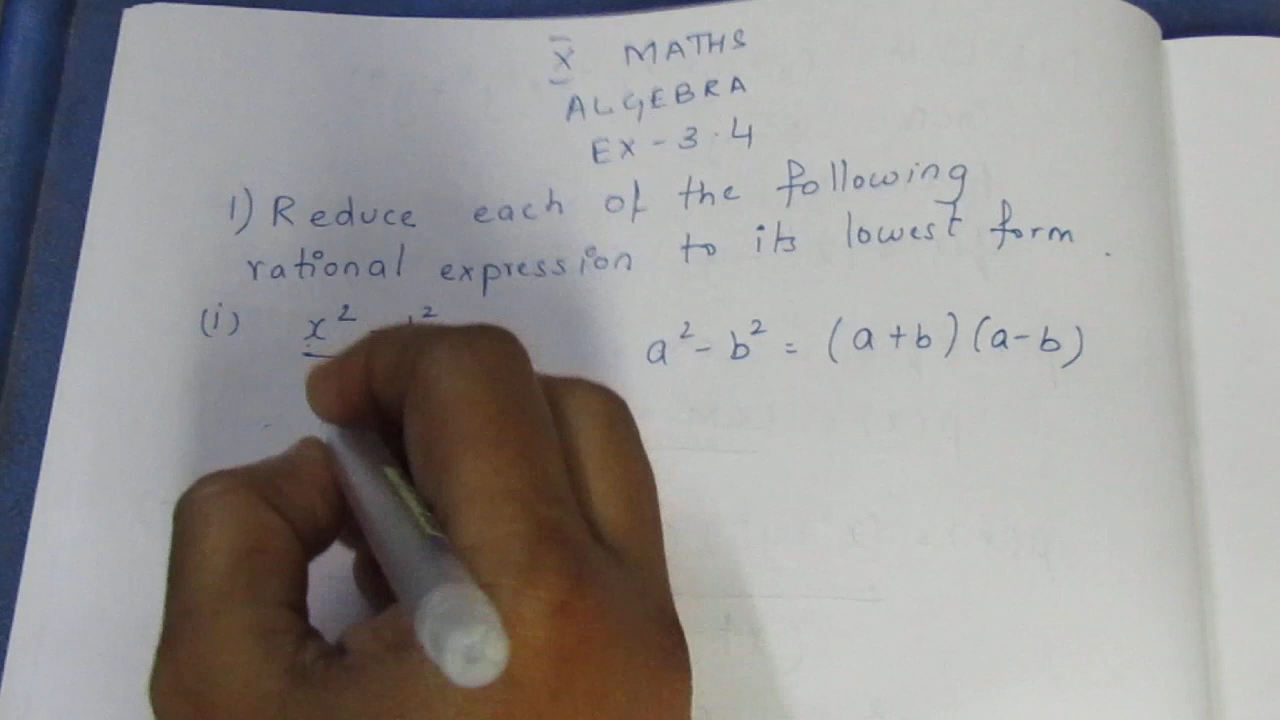 X MATHS
ALGEBRA
EX - 3.4
1) Reduce each of the following
rational expression to its lowest form.
(i) x² a² - b² = (a + b) (a - b)